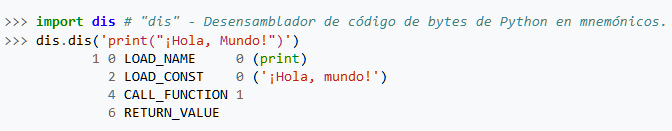 >>> import dis # "dis" - Desensamblador de código de bytes de Python en mnemónicos.
>>> dis.dis('print("¡Hola, Mundo!")')
1 0 LOAD_NAME 0 (print)
2 LOAD_CONST 0 ('¡Hola, mundo!')
4 CALL_FUNCTION 1
6 RETURN_VALUE